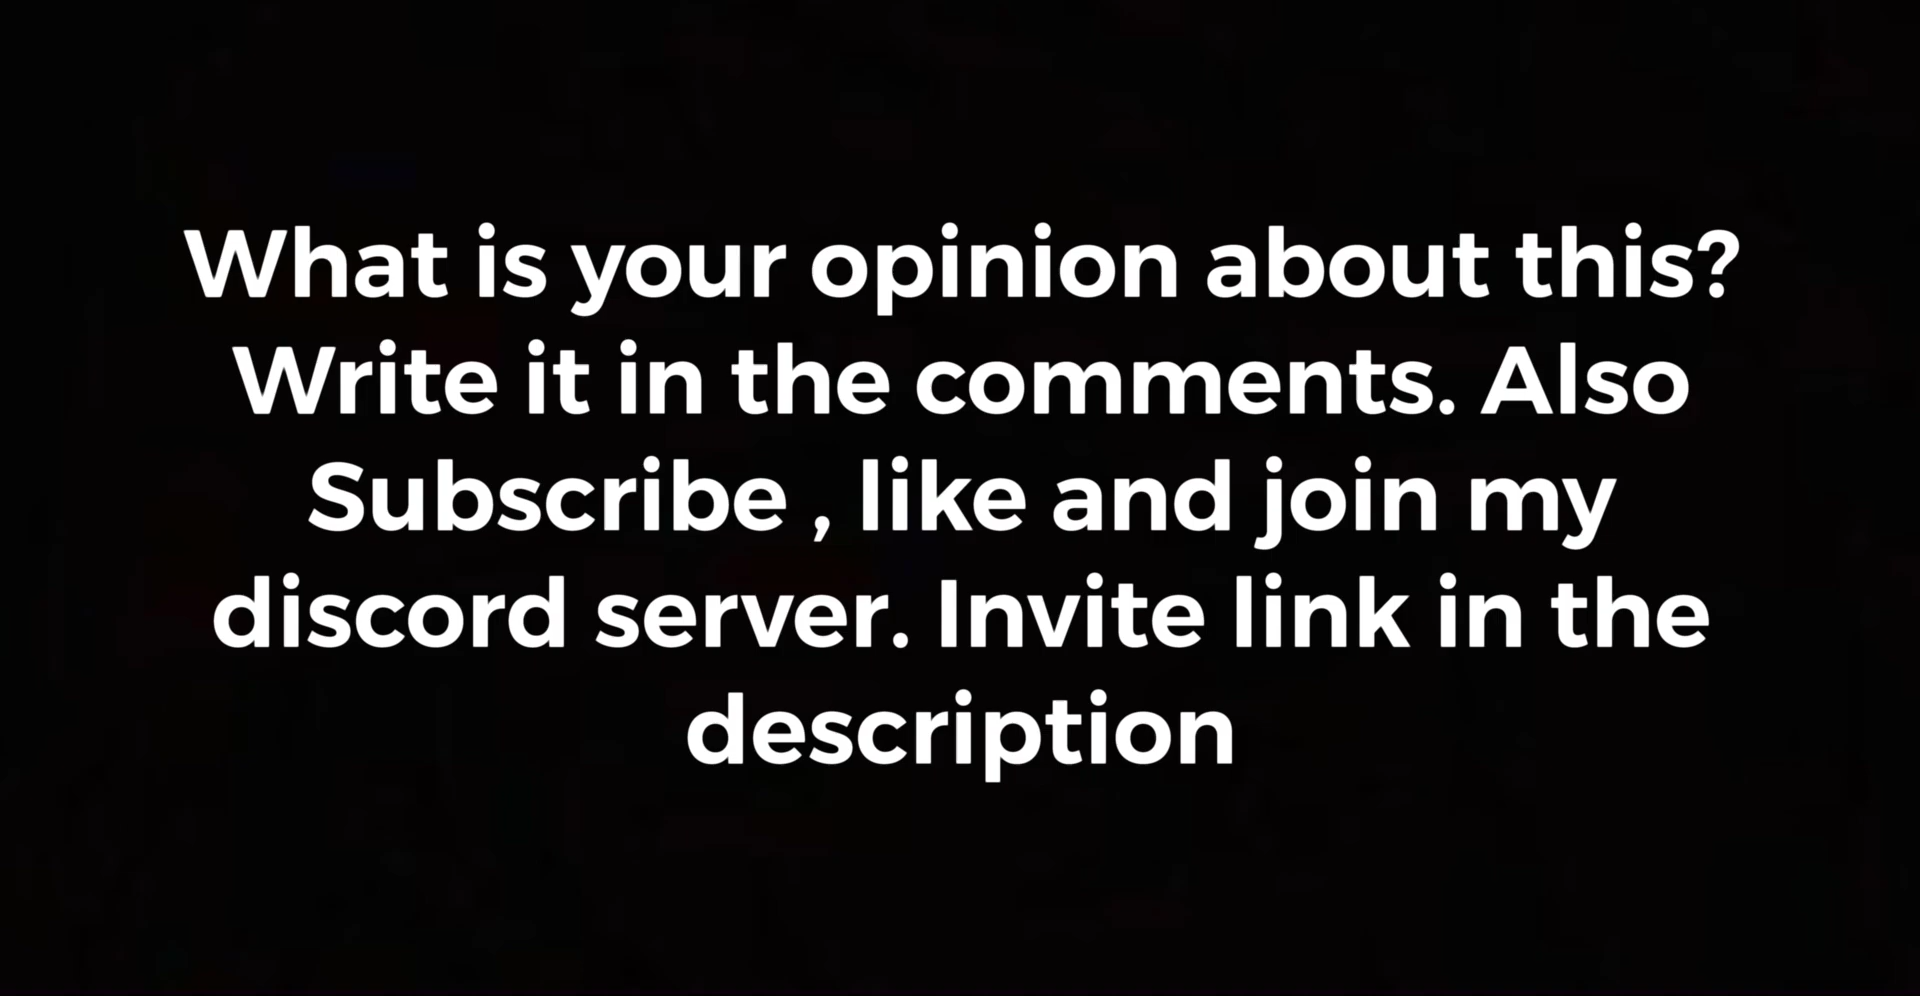 What is your opinion about this?
Write it in the comments. Also
Subscribe , like and join my
discord server. Invite link in the
description